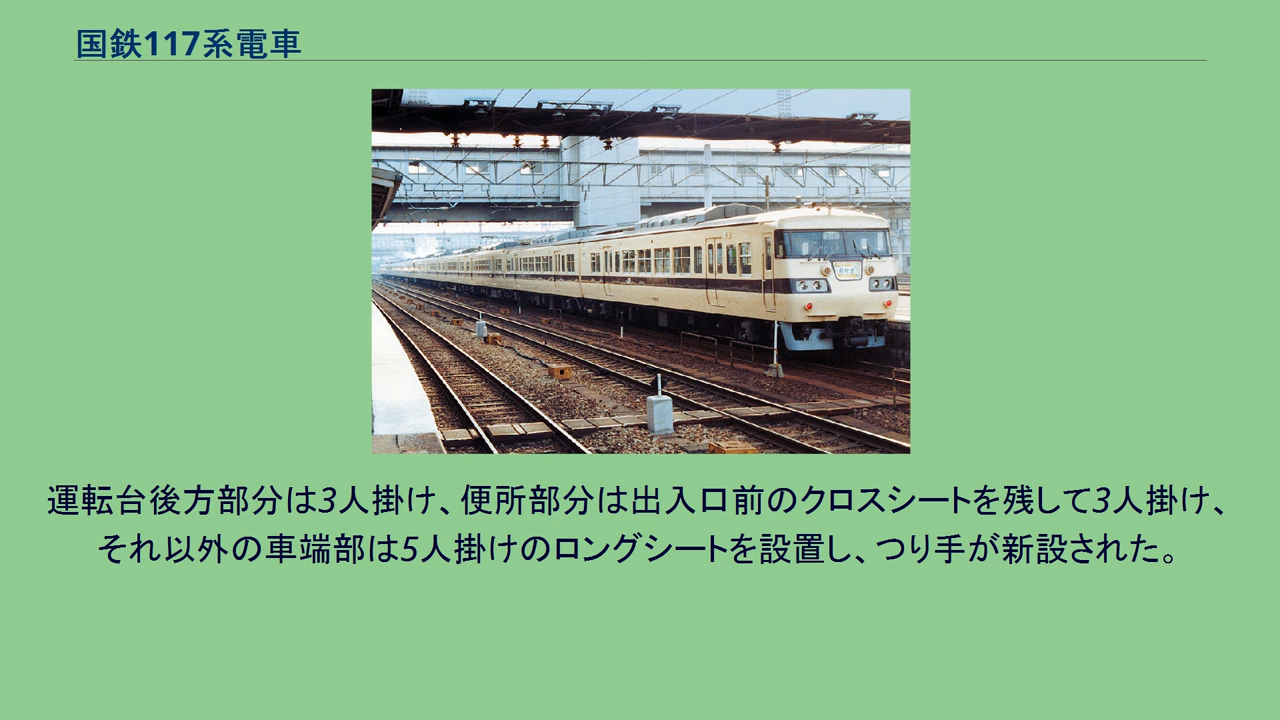 国鉄117系電車
運転台後方部分は3人掛け、便所部分は出入口前のクロスシートを残して3人掛け、
それ以外の車端部は5人掛けのロングシートを設置し、つり手が新設された。